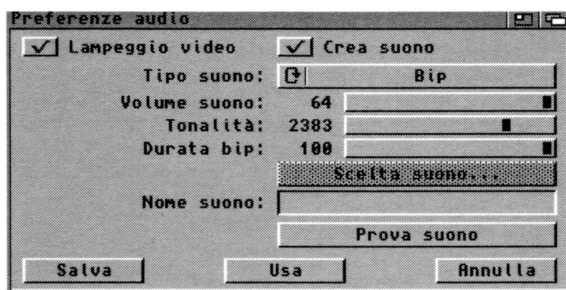 Preferenze audio
Lampeggio video
Crea suono
Tipo suono: Bip
Volume suono: 64
Tonalità: 2383
Durata bip: 100
Scelta suono...
Nome suono:
Prova suono
Salva Usa Annulla